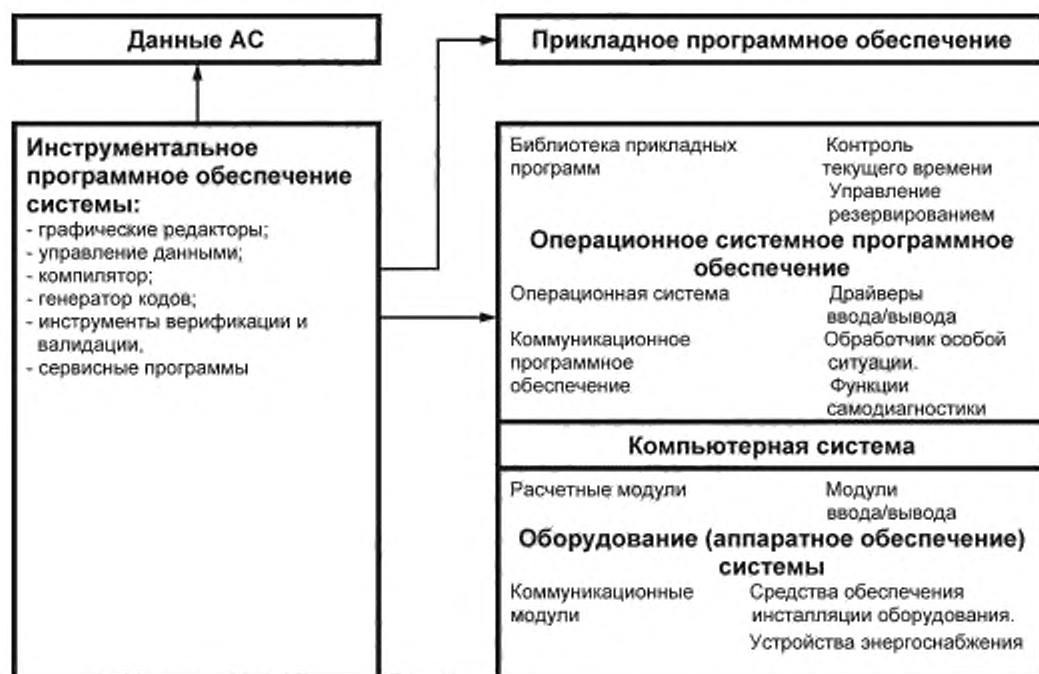 Данные АС
Прикладное программное обеспечение
Инструментальное
программное обеспечение
системы:
- графические редакторы;
- управление данными;
- компилятор;
- генератор кодов;
- инструменты верификации и
валидации,
- сервисные программы
Библиотека прикладных
программ
Контроль
текущего времени
Управление
резервированием
Операционное системное программное
обеспечение
Операционная система
Драйверы
ввода/вывода
Коммуникационное
программное
обеспечение
Обработчик особой
ситуации.
Функции
самодиагностики
Компьютерная система
Расчетные модули
Модули
ввода/вывода
Оборудование (аппаратное обеспечение)
системы
Коммуникационные
модули
Средства обеспечения
инсталляции оборудования.
Устройства энергоснабжения